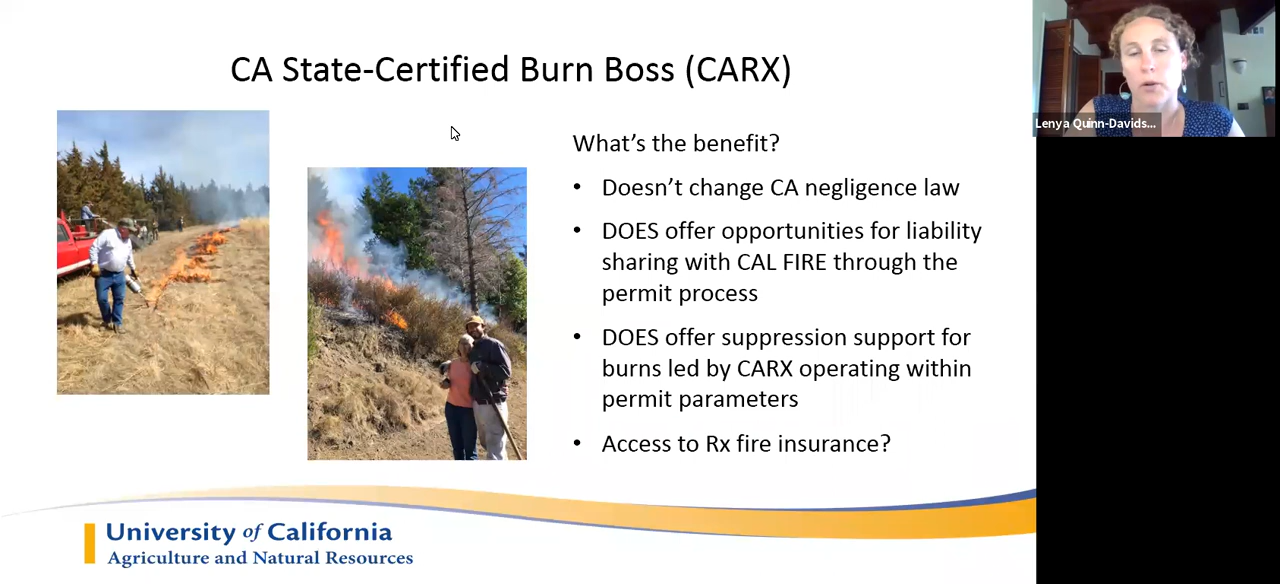 CA State-Certified Burn Boss (CARX)
Lenya Quinn-Davids...
What's the benefit?
• Doesn't change CA negligence law
• DOES offer opportunities for liability
sharing with CAL FIRE through the
permit process
• DOES offer suppression support for
burns led by CARX operating within
permit parameters
• Access to Rx fire insurance?
University of California
Agriculture and Natural Resources